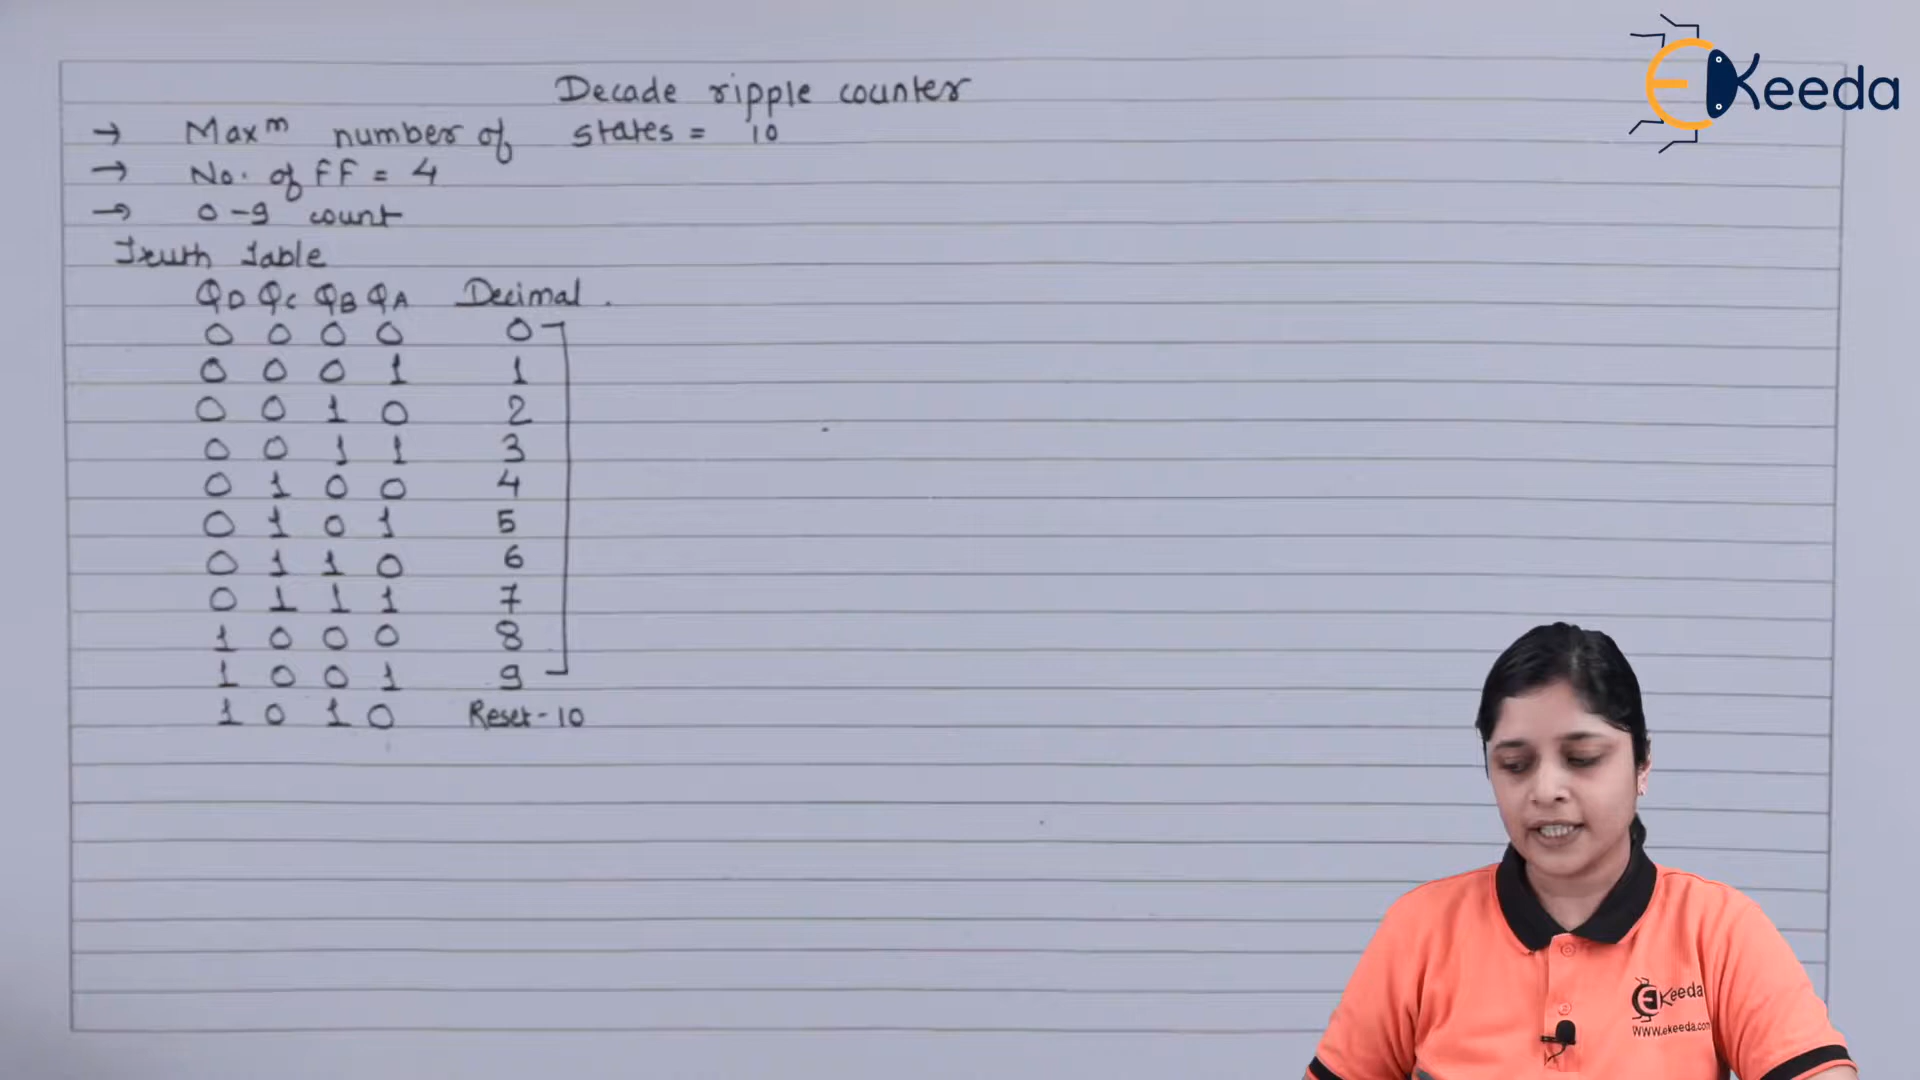 Decade ripple counter
→ Maxᵐ number of states = 10
→ No. of FF = 4
→ 0-9 count
Truth Table
QD QC QB QA Decimal.
0 0 0 0 0
0 0 0 1 1
0 0 1 0 2
0 0 1 1 3
0 1 0 0 4
0 1 0 1 5
0 1 1 0 6
0 1 1 1 7
1 0 0 0 8
1 0 0 1 9
1 0 1 0 Reset-10
EKeeda
EKeeda
www.ekeeda.com